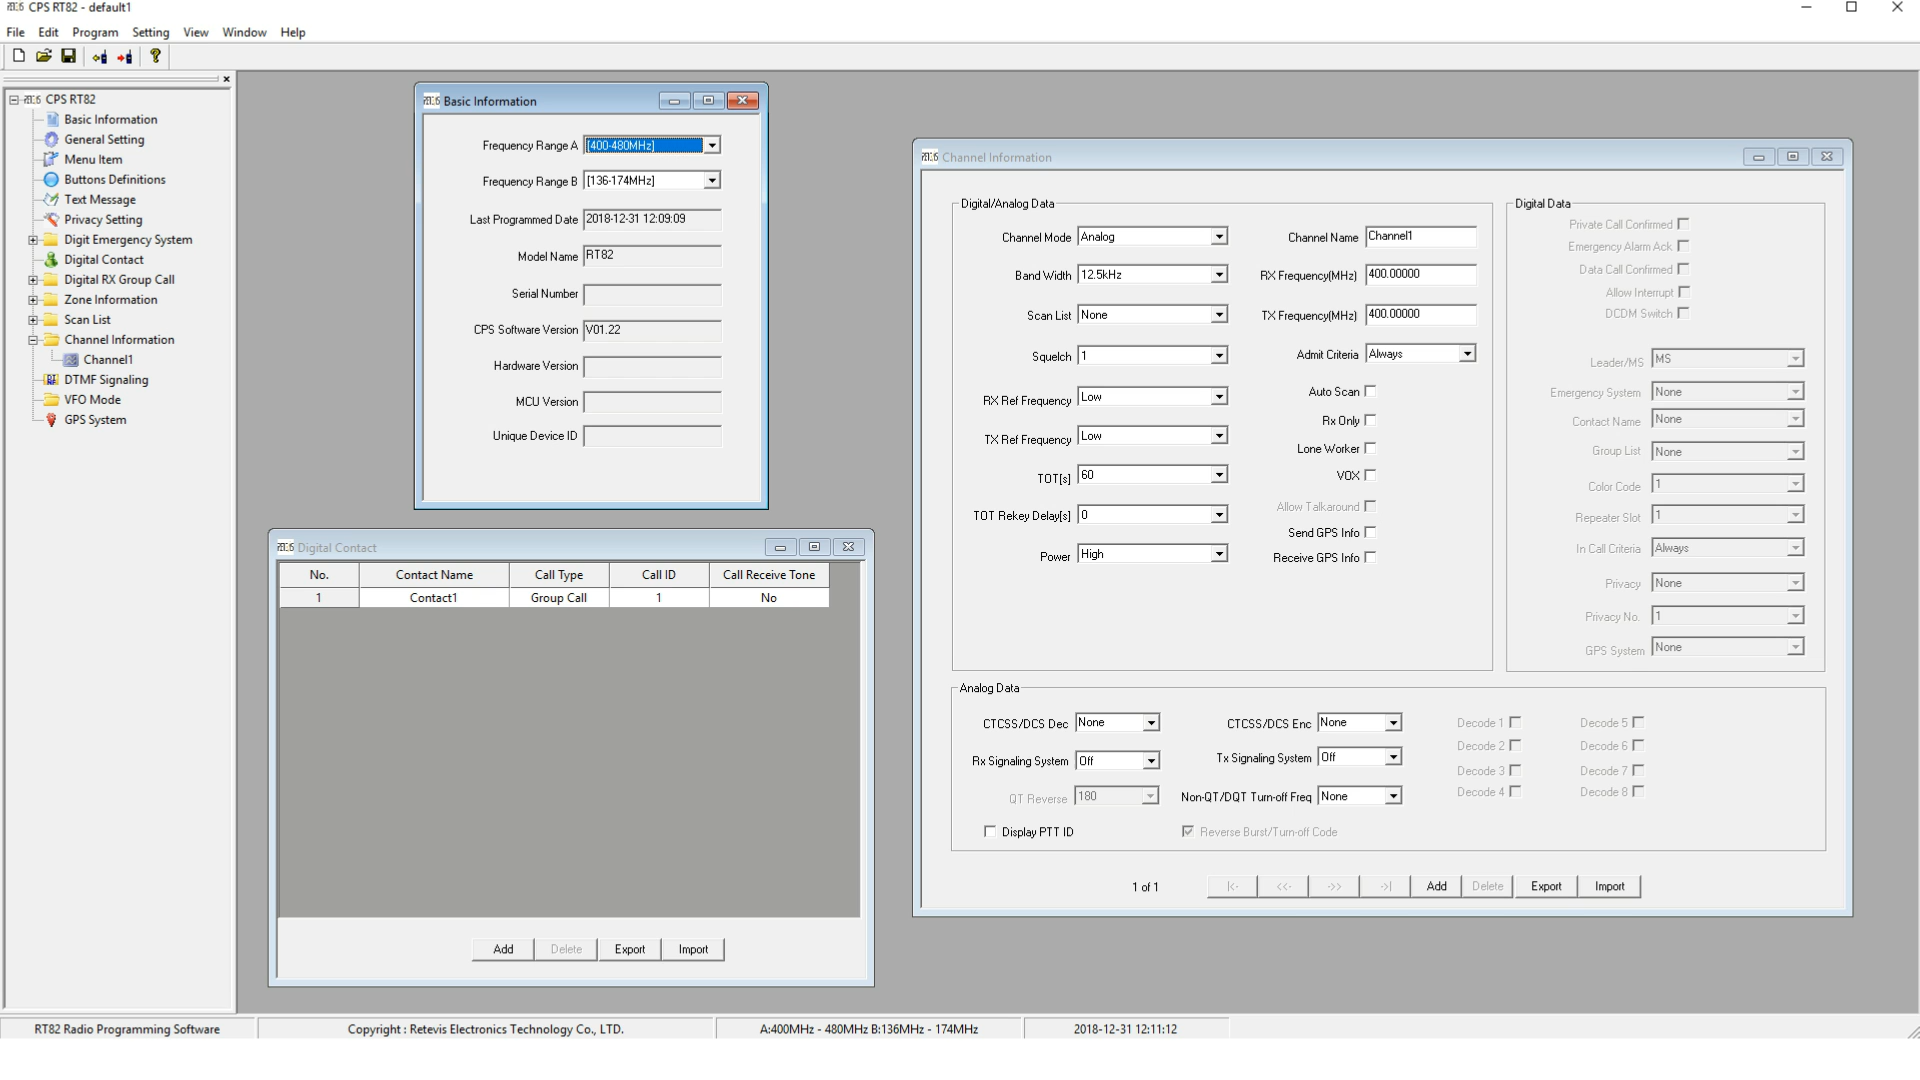 CPS RT82 - default1
File Edit Program Setting View Window Help
CPS RT82
Basic Information
General Setting
Menu Item
Buttons Definitions
Text Message
Privacy Setting
Digit Emergency System
Digital Contact
Digital RX Group Call
Zone Information
Scan List
Channel Information
Channel1
DTMF Signaling
VFO Mode
GPS System
Basic Information
Frequency Range A [400-480MHz]
Frequency Range B [136-174MHz]
Last Programmed Date 2018-12-31 12:09:09
Model Name RT82
Serial Number
CPS Software Version V01.22
Hardware Version
MCU Version
Unique Device ID
Digital Contact
No. Contact Name Call Type Call ID Call Receive Tone
1 Contact1 Group Call 1 No
Add Delete Export Import
Channel Information
Digital/Analog Data
Channel Mode Analog Channel Name Channel1
Band Width 12.5kHz RX Frequency(MHz) 400.00000
Scan List None TX Frequency(MHz) 400.00000
Squelch 1 Admit Criteria Always
RX Ref Frequency Low Auto Scan
Rx Only
TX Ref Frequency Low Lone Worker
TOT[s] 60 VOX
Allow Talkaround
TOT Rekey Delay[s] 0 Send GPS Info
Power High Receive GPS Info
Digital Data
Private Call Confirmed
Emergency Alarm Ack
Data Call Confirmed
Allow Interrupt
DCDM Switch
Leader/MS MS
Emergency System None
Contact Name None
Group List None
Color Code 1
Repeater Slot 1
In Call Criteria Always
Privacy None
Privacy No. 1
GPS System None
Analog Data
CTCSS/DCS Dec None CTCSS/DCS Enc None Decode 1 Decode 5
Decode 2 Decode 6
Rx Signaling System Off Tx Signaling System Off Decode 3 Decode 7
QT Reverse 180 Non-QT/DQT Turn-off Freq None Decode 4 Decode 8
Display PTT ID Reverse Burst/Turn-off Code
1 of 1 |<- <<- ->> ->| Add Delete Export Import
RT82 Radio Programming Software Copyright : Retevis Electronics Technology Co., LTD. A:400MHz - 480MHz B:136MHz - 174MHz 2018-12-31 12:11:12